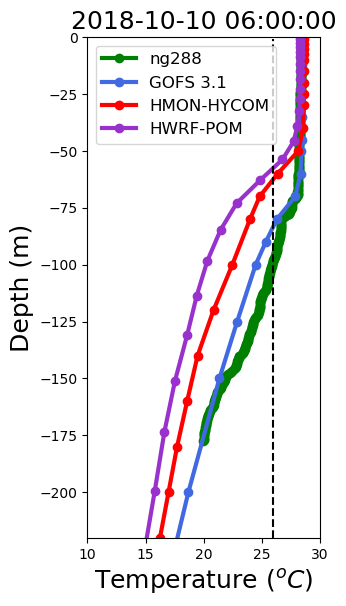 2018-10-10 06:00:00
ng288
GOFS 3.1
HMON-HYCOM
HWRF-POM
0
−25
−50
−75
−100
−125
−150
−175
−200
Depth (m)
10 15 20 25 30
Temperature (°C)